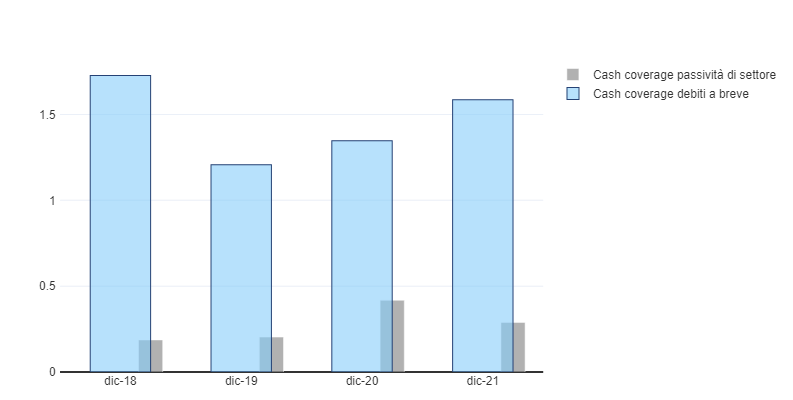 Cash coverage passività di settore
Cash coverage debiti a breve
1.5
1
0.5
0
dic-18
dic-19
dic-20
dic-21